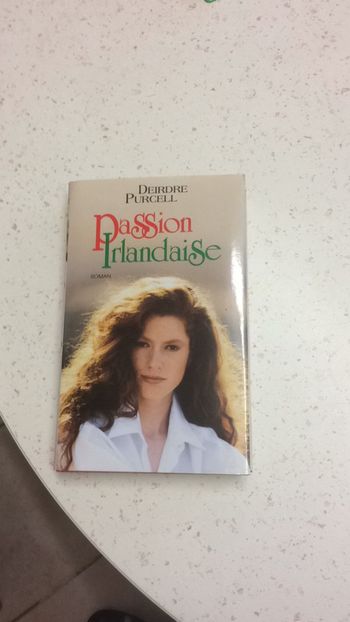 DEIRDRE
PURCELL
Passion
Irlandaise
ROMAN